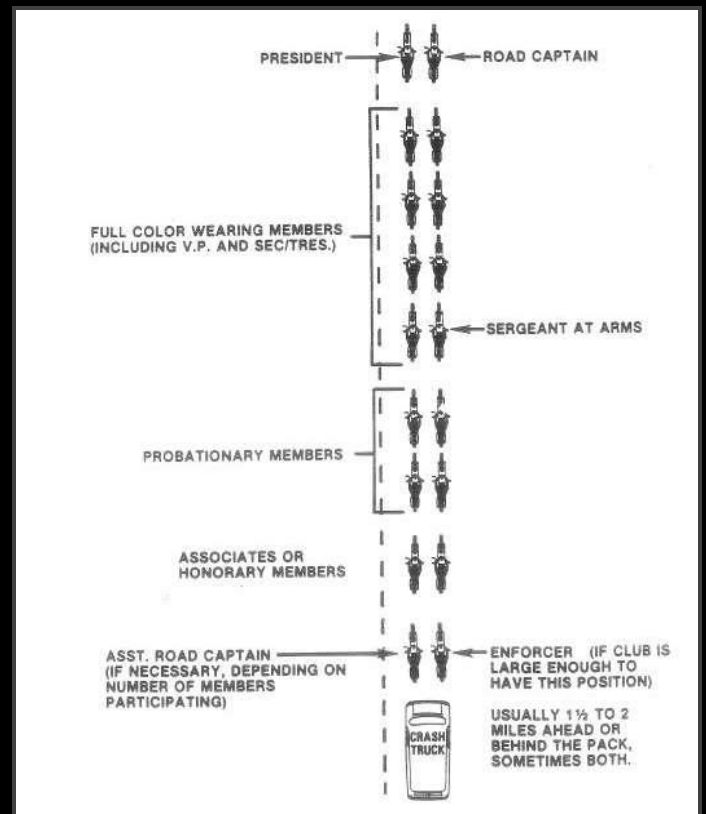 PRESIDENT
ROAD CAPTAIN
FULL COLOR WEARING MEMBERS
(INCLUDING V.P. AND SEC/TRES.)
SERGEANT AT ARMS
PROBATIONARY MEMBERS
ASSOCIATES OR
HONORARY MEMBERS
ASST. ROAD CAPTAIN
(IF NECESSARY, DEPENDING ON
NUMBER OF MEMBERS
PARTICIPATING)
ENFORCER (IF CLUB IS
LARGE ENOUGH TO
HAVE THIS POSITION)
CRASH
TRUCK
USUALLY 1½ TO 2
MILES AHEAD OR
BEHIND THE PACK,
SOMETIMES BOTH.